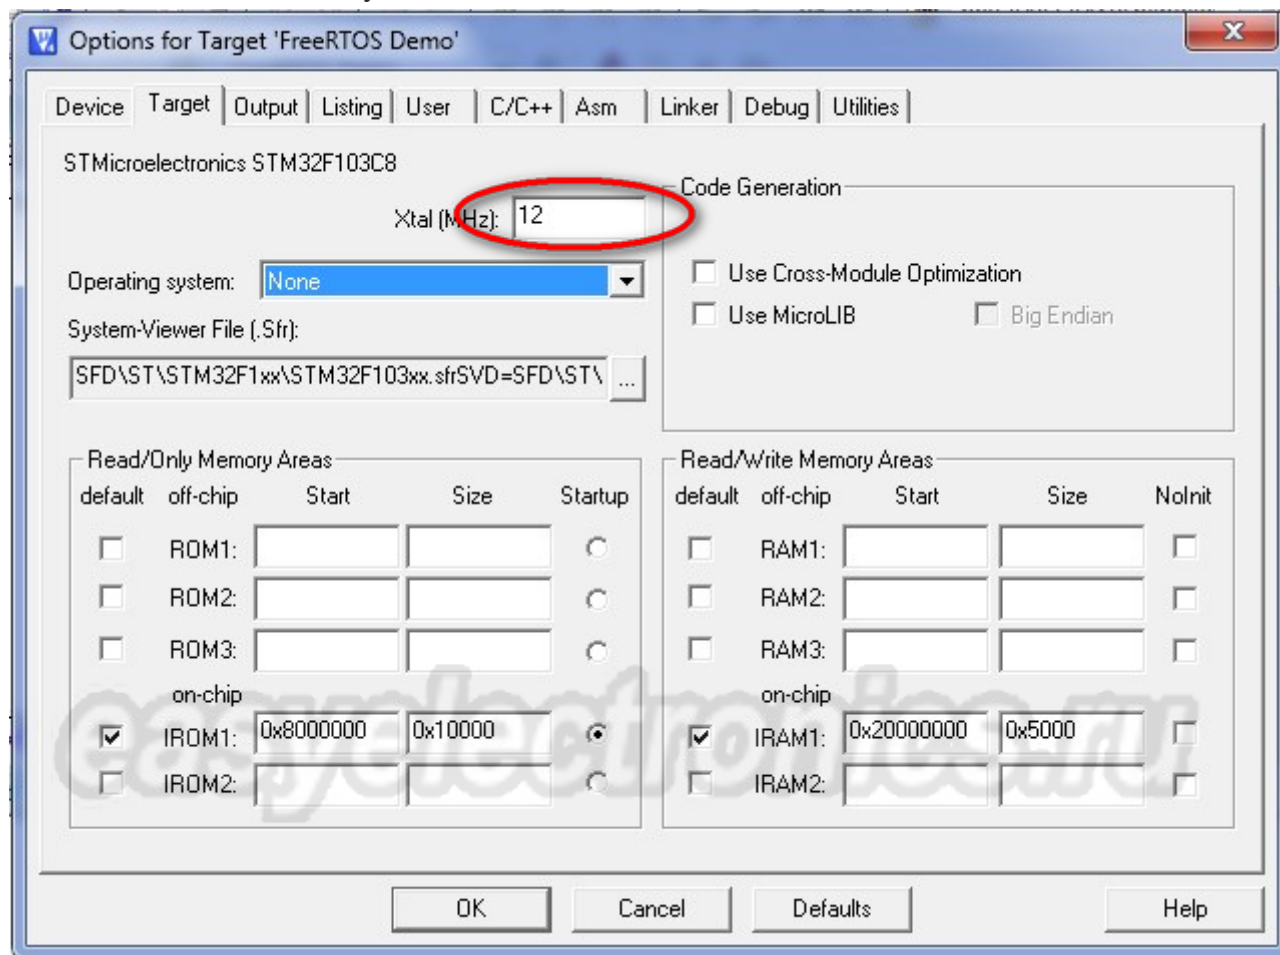 Options for Target 'FreeRTOS Demo'
Device Target Output Listing User C/C++ Asm Linker Debug Utilities
STMicroelectronics STM32F103C8
Xtal (MHz): 12
Operating system: None
System-Viewer File (.Sfr):
SFD\ST\STM32F1xx\STM32F103xx.sfrSVD=SFD\ST\ ...
Code Generation
Use Cross-Module Optimization
Use MicroLIB Big Endian
Read/Only Memory Areas
default off-chip Start Size Startup
ROM1:
ROM2:
ROM3:
on-chip
IROM1: 0x8000000 0x10000
IROM2:
Read/Write Memory Areas
default off-chip Start Size NoInit
RAM1:
RAM2:
RAM3:
on-chip
IRAM1: 0x20000000 0x5000
IRAM2:
easyelectronics.ru
OK Cancel Defaults Help